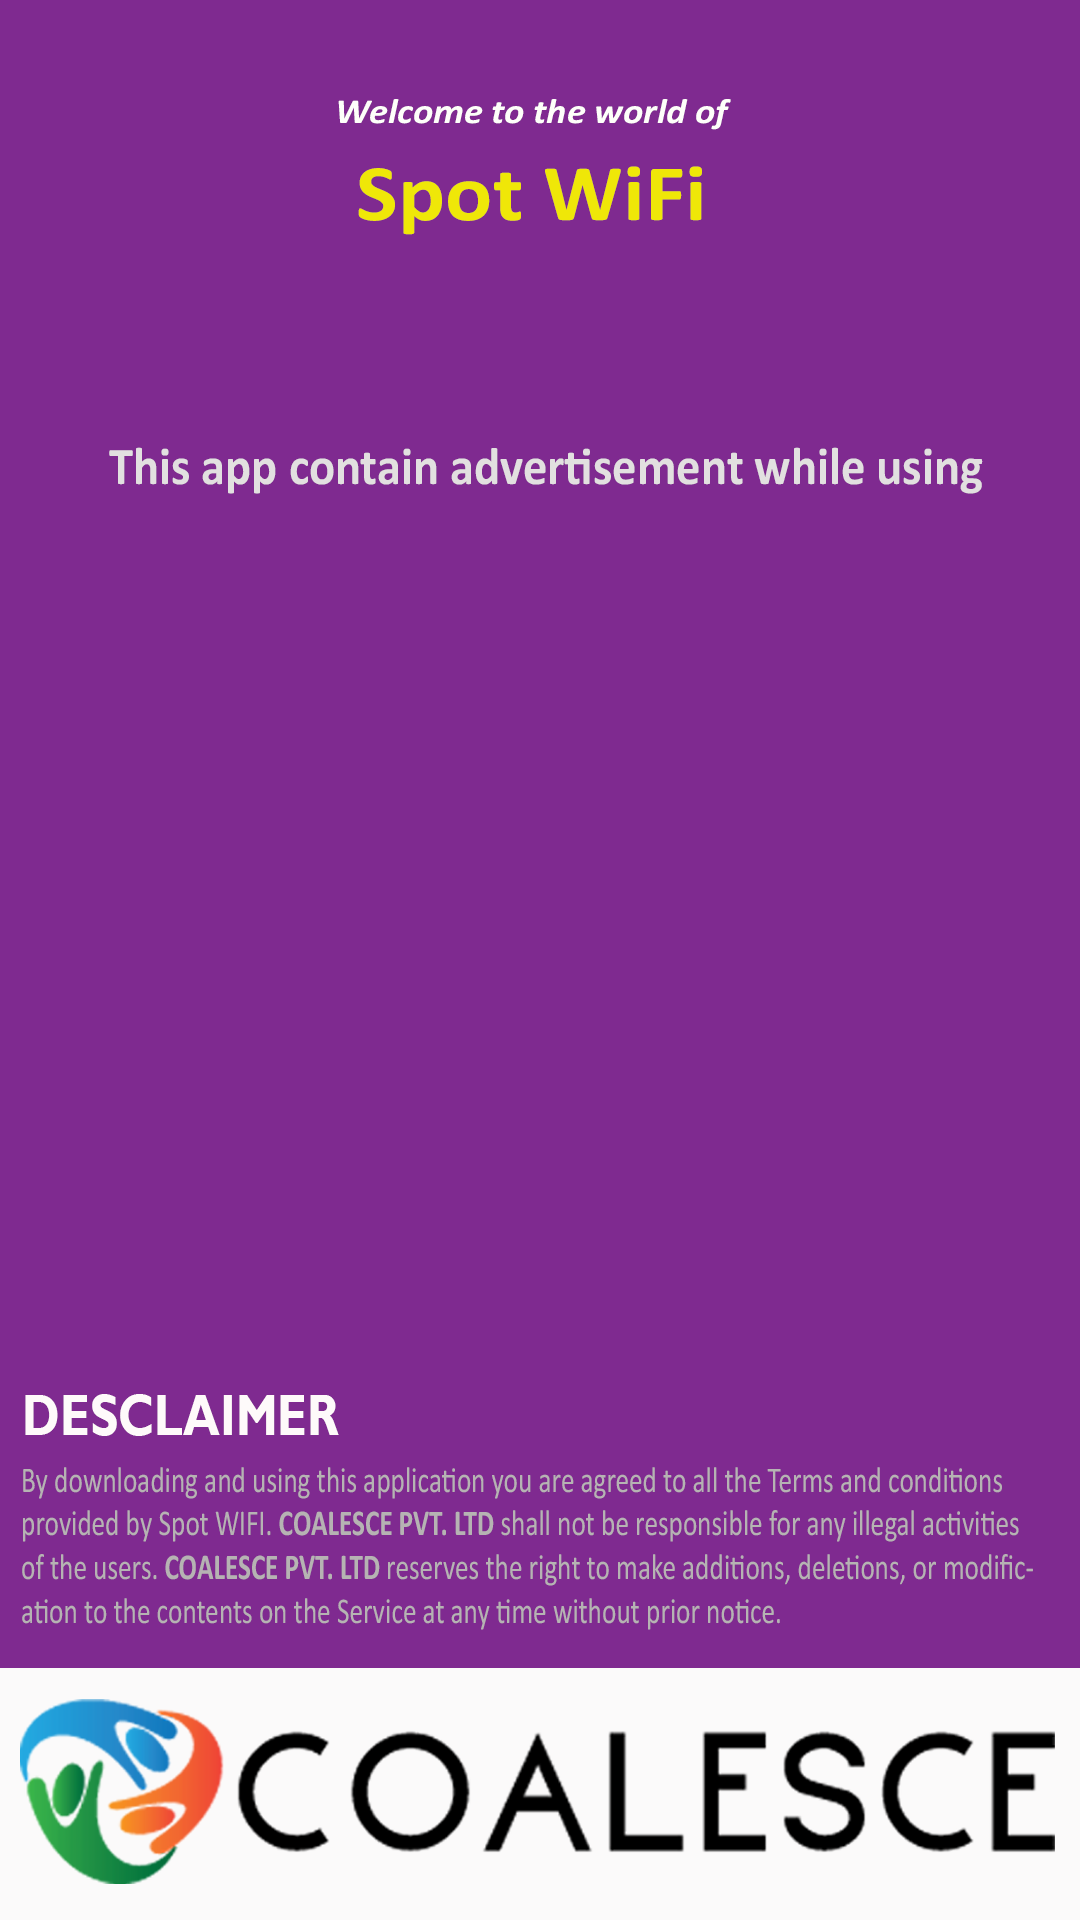 Welcome to the world of
Spot WiFi
This app contain advertisement while using
DESCLAIMER
By downloading and using this application you are agreed to all the Terms and conditions
provided by Spot WIFI. COALESCE PVT. LTD shall not be responsible for any illegal activities
of the users. COALESCE PVT. LTD reserves the right to make additions, deletions, or modific-
ation to the contents on the Service at any time without prior notice.
COALESCE